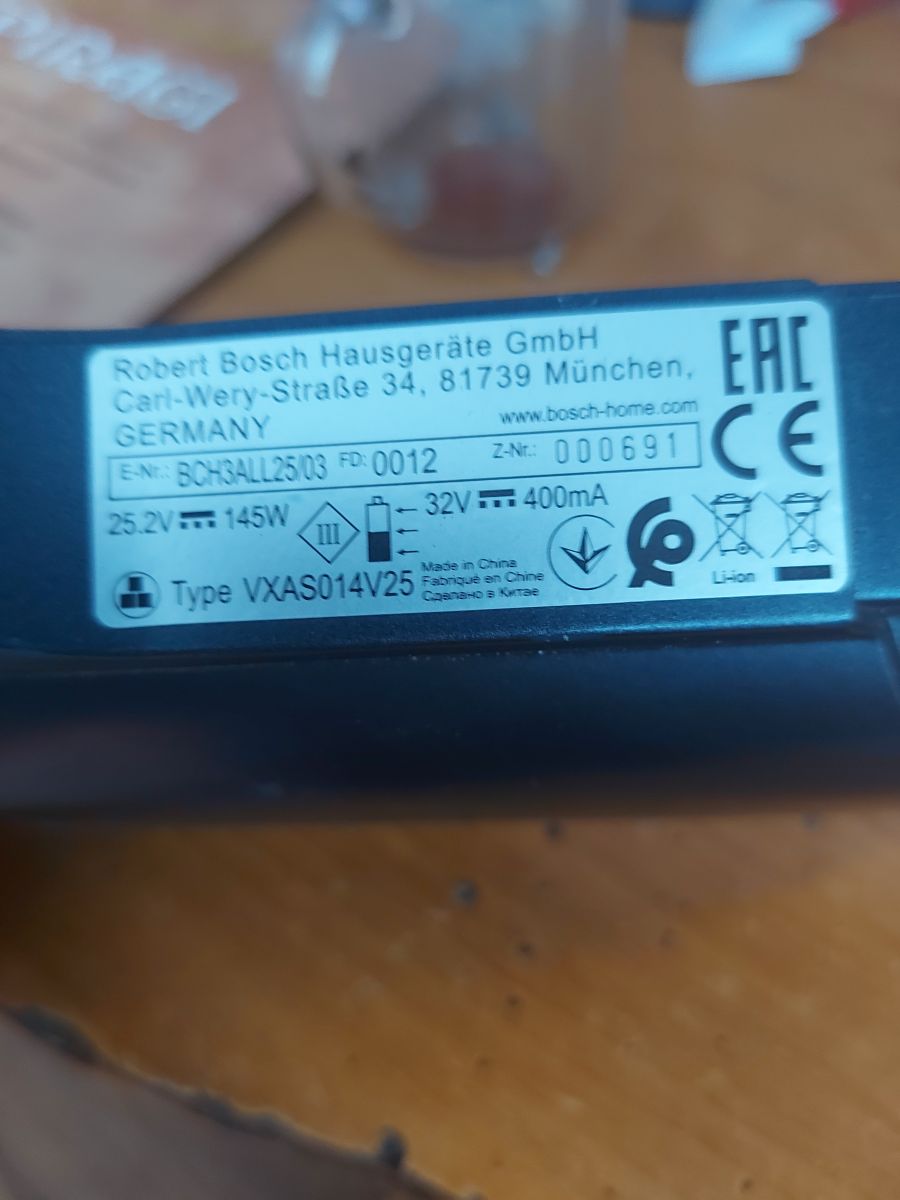 Robert Bosch Hausgeräte GmbH
Carl-Wery-Straße 34, 81739 München,
GERMANY
www.bosch-home.com
E-Nr.: BCH3ALL25/03 FD: 0012 Z-Nr.: 000691
25.2V 145W III 32V 400mA
Type VXAS014V25
Made in China
Fabriqué en Chine
Сделано в Китае
EAC
CE
Li-ion